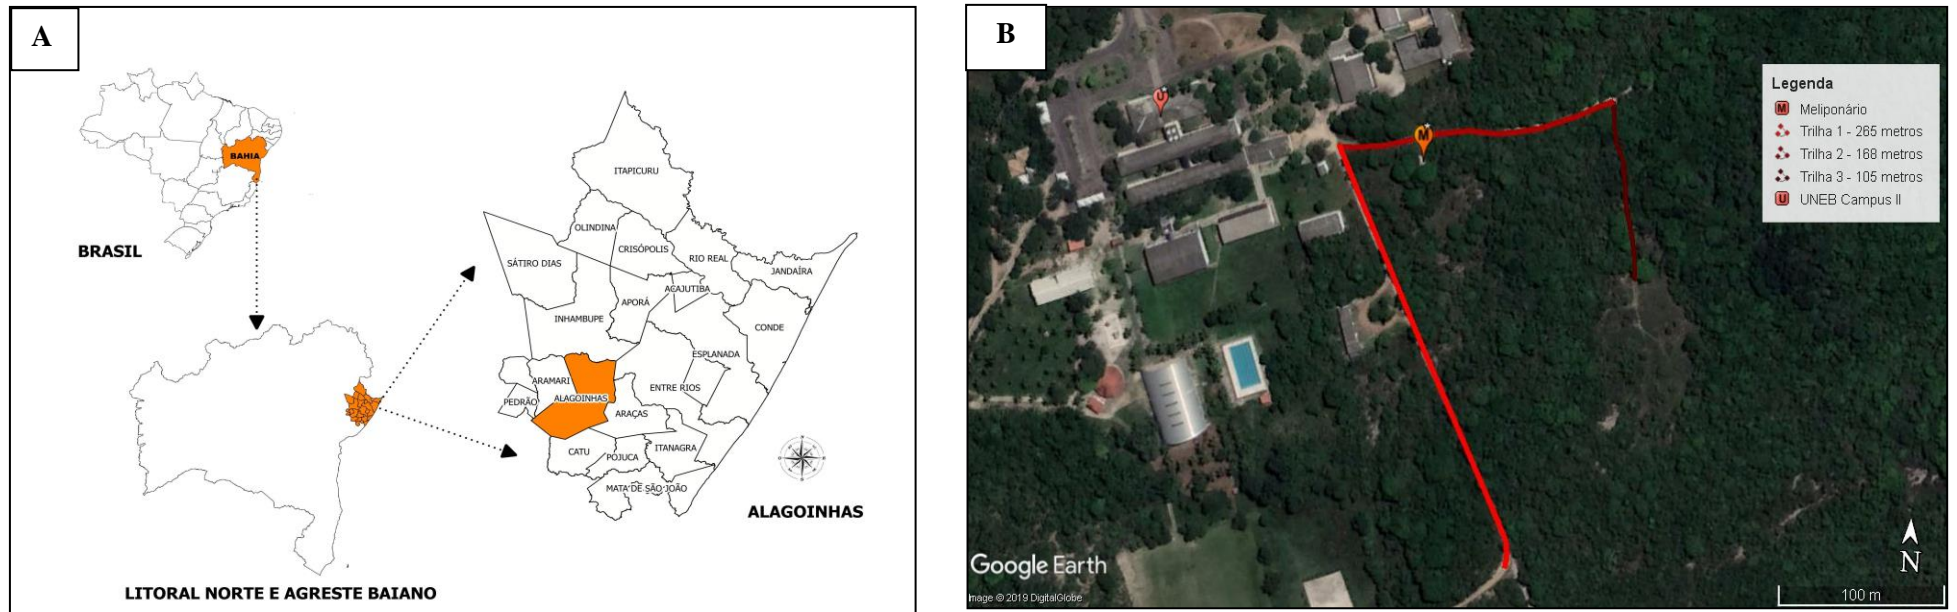 A
BAHIA
BRASIL
ITAPICURU
OLINDINA
CRISÓPOLIS
SÁTIRO DIAS
RIO REAL
JANDAÍRA
ACAJUTIBA
APORÁ
INHAMBUPE
CONDE
ESPLANADA
ARAMARI
ENTRE RIOS
PEDRÃO
ALAGOINHAS
ARAÇAS
CATU
POJUCA
ITANAGRA
MATA DE SÃO JOÃO
ALAGOINHAS
LITORAL NORTE E AGRESTE BAIANO
B
U
M
Legenda
M Meliponário
Trilha 1 - 265 metros
Trilha 2 - 168 metros
Trilha 3 - 105 metros
U UNEB Campus II
N
Google Earth
Image © 2019 DigitalGlobe
100 m